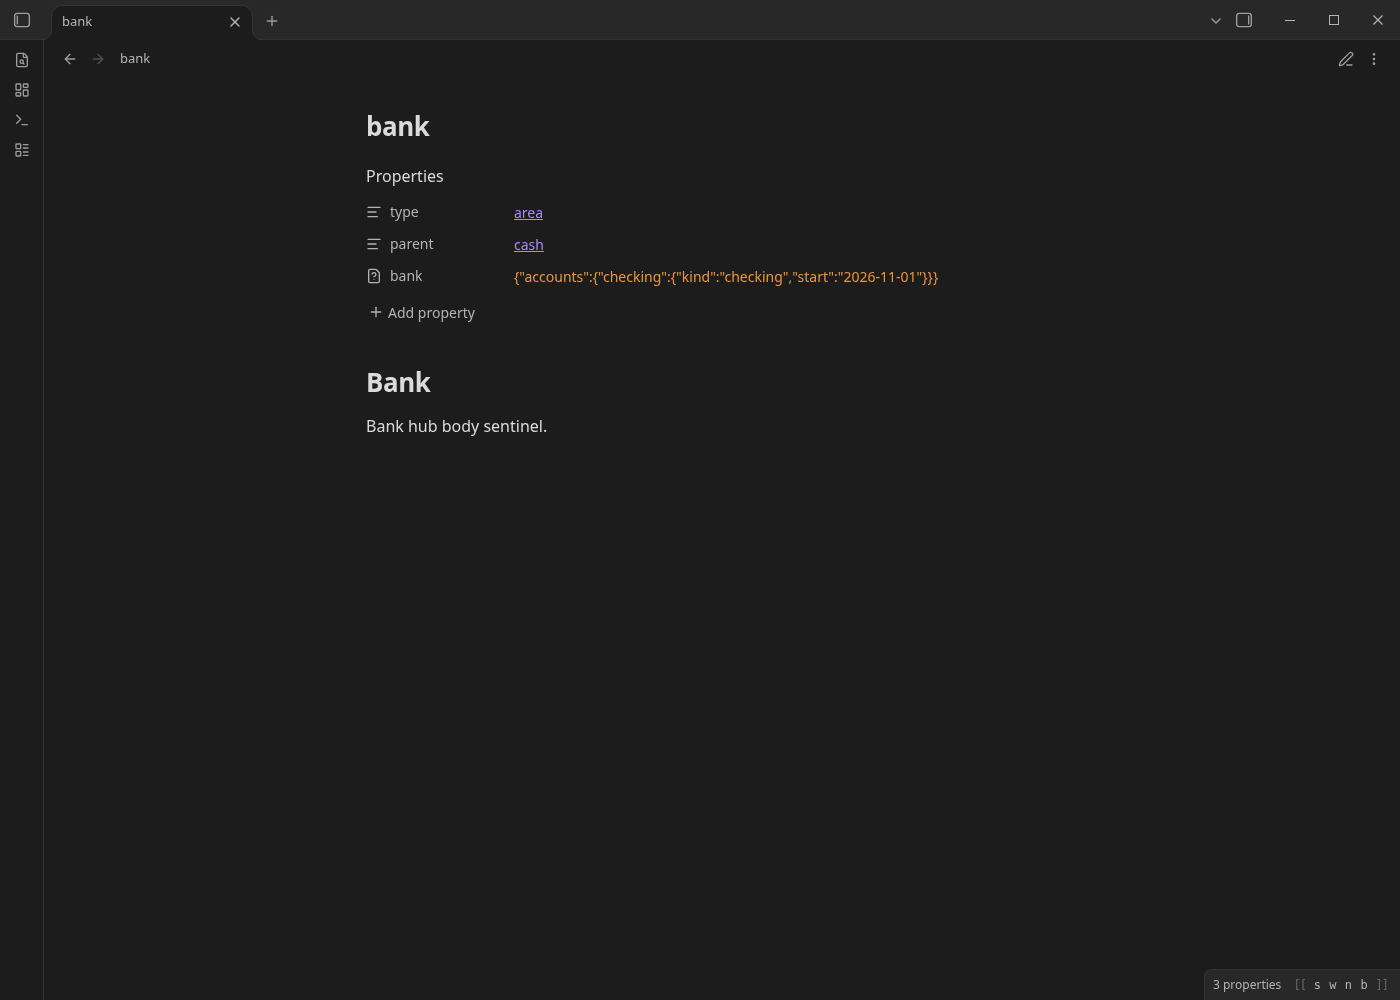 bank
bank
bank
Properties
type area
parent cash
bank {"accounts":{"checking":{"kind":"checking","start":"2026-11-01"}}}
Add property
Bank
Bank hub body sentinel.
3 properties [[ s w n b ]]